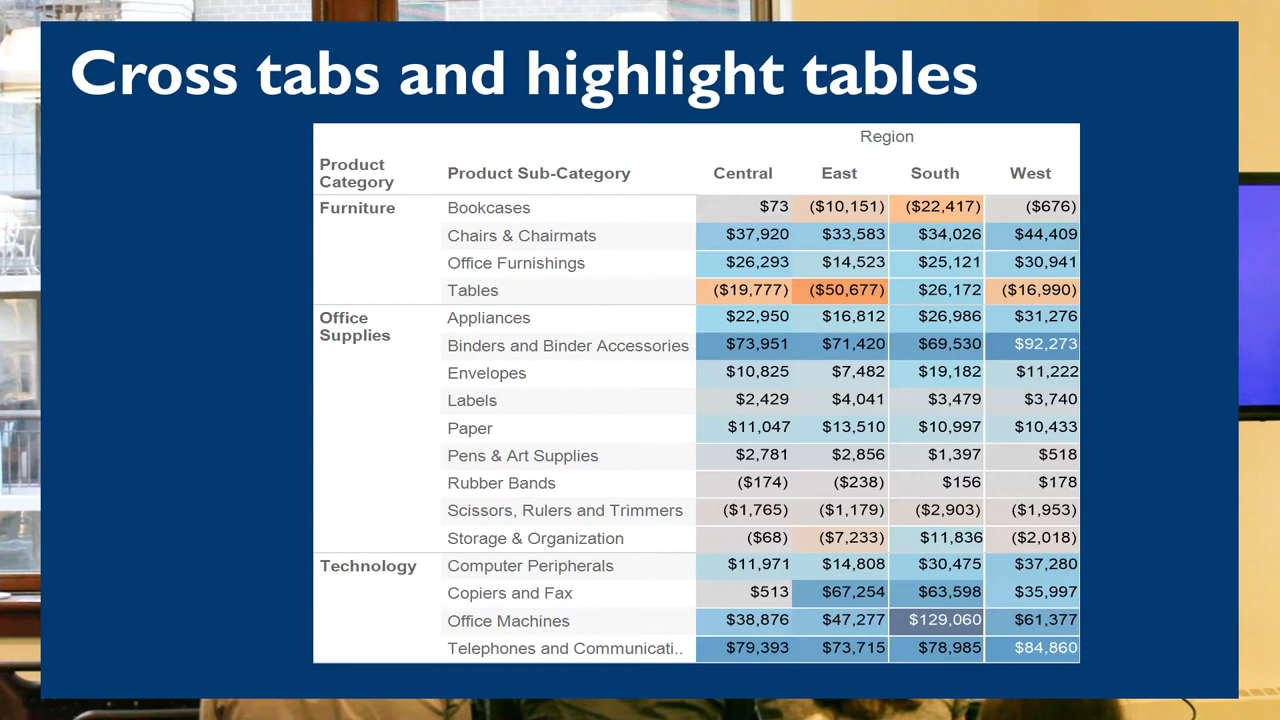 Cross tabs and highlight tables
Region
Product
Category
Product Sub-Category Central East South West
Furniture Bookcases $73 ($10,151) ($22,417) ($676)
Chairs & Chairmats $37,920 $33,583 $34,026 $44,409
Office Furnishings $26,293 $14,523 $25,121 $30,941
Tables ($19,777) ($50,677) $26,172 ($16,990)
Office
Supplies
Appliances $22,950 $16,812 $26,986 $31,276
Binders and Binder Accessories $73,951 $71,420 $69,530 $92,273
Envelopes $10,825 $7,482 $19,182 $11,222
Labels $2,429 $4,041 $3,479 $3,740
Paper $11,047 $13,510 $10,997 $10,433
Pens & Art Supplies $2,781 $2,856 $1,397 $518
Rubber Bands ($174) ($238) $156 $178
Scissors, Rulers and Trimmers ($1,765) ($1,179) ($2,903) ($1,953)
Storage & Organization ($68) ($7,233) $11,836 ($2,018)
Technology Computer Peripherals $11,971 $14,808 $30,475 $37,280
Copiers and Fax $513 $67,254 $63,598 $35,997
Office Machines $38,876 $47,277 $129,060 $61,377
Telephones and Communicati.. $79,393 $73,715 $78,985 $84,860